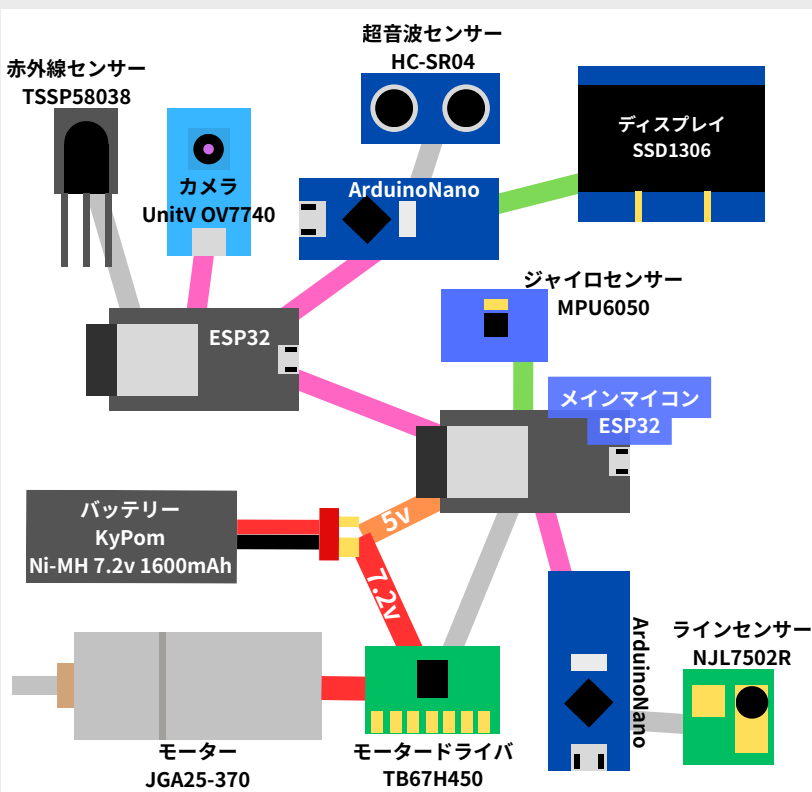 超音波センサー
HC-SR04
赤外線センサー
TSSP58038
ディスプレイ
SSD1306
カメラ
UnitV OV7740
ArduinoNano
ジャイロセンサー
MPU6050
ESP32
メインマイコン
ESP32
バッテリー
KyPom
Ni-MH 7.2v 1600mAh
5v
7.2v
ArduinoNano
ラインセンサー
NJL7502R
モーター
JGA25-370
モータードライバ
TB67H450